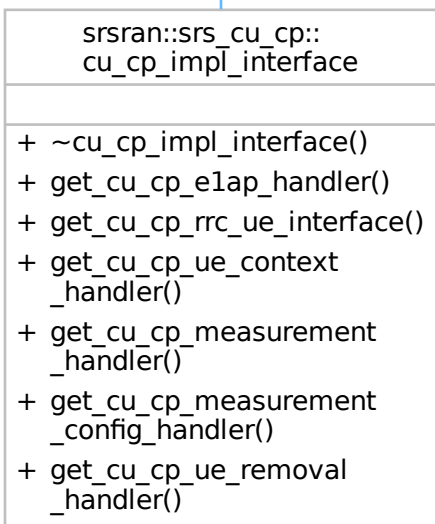 srsran::srs_cu_cp::
cu_cp_impl_interface
+ ~cu_cp_impl_interface()
+ get_cu_cp_e1ap_handler()
+ get_cu_cp_rrc_ue_interface()
+ get_cu_cp_ue_context
_handler()
+ get_cu_cp_measurement
_handler()
+ get_cu_cp_measurement
_config_handler()
+ get_cu_cp_ue_removal
_handler()